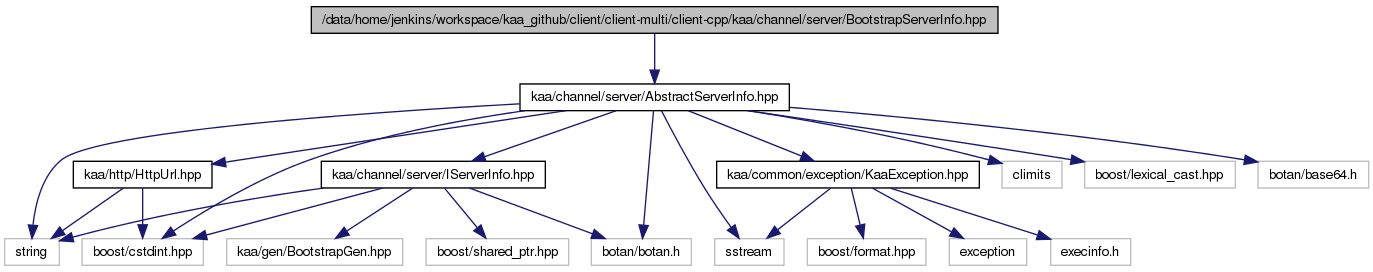 /data/home/jenkins/workspace/kaa_github/client/client-multi/client-cpp/kaa/channel/server/BootstrapServerInfo.hpp
kaa/channel/server/AbstractServerInfo.hpp
kaa/http/HttpUrl.hpp
kaa/channel/server/IServerInfo.hpp
kaa/common/exception/KaaException.hpp
climits
boost/lexical_cast.hpp
botan/base64.h
string
boost/cstdint.hpp
kaa/gen/BootstrapGen.hpp
boost/shared_ptr.hpp
botan/botan.h
sstream
boost/format.hpp
exception
execinfo.h